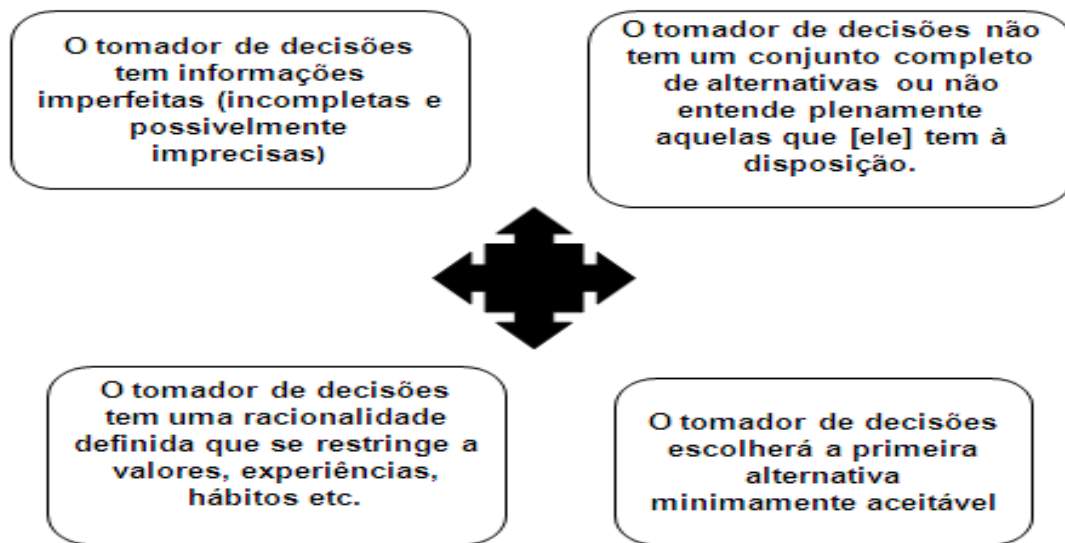 O tomador de decisões
tem informações
imperfeitas (incompletas e
possivelmente
imprecisas)
O tomador de decisões não
tem um conjunto completo
de alternativas ou não
entende plenamente
aquelas que [ele] tem à
disposição.
O tomador de decisões
tem uma racionalidade
definida que se restringe a
valores, experiências,
hábitos etc.
O tomador de decisões
escolherá a primeira
alternativa
minimamente aceitável